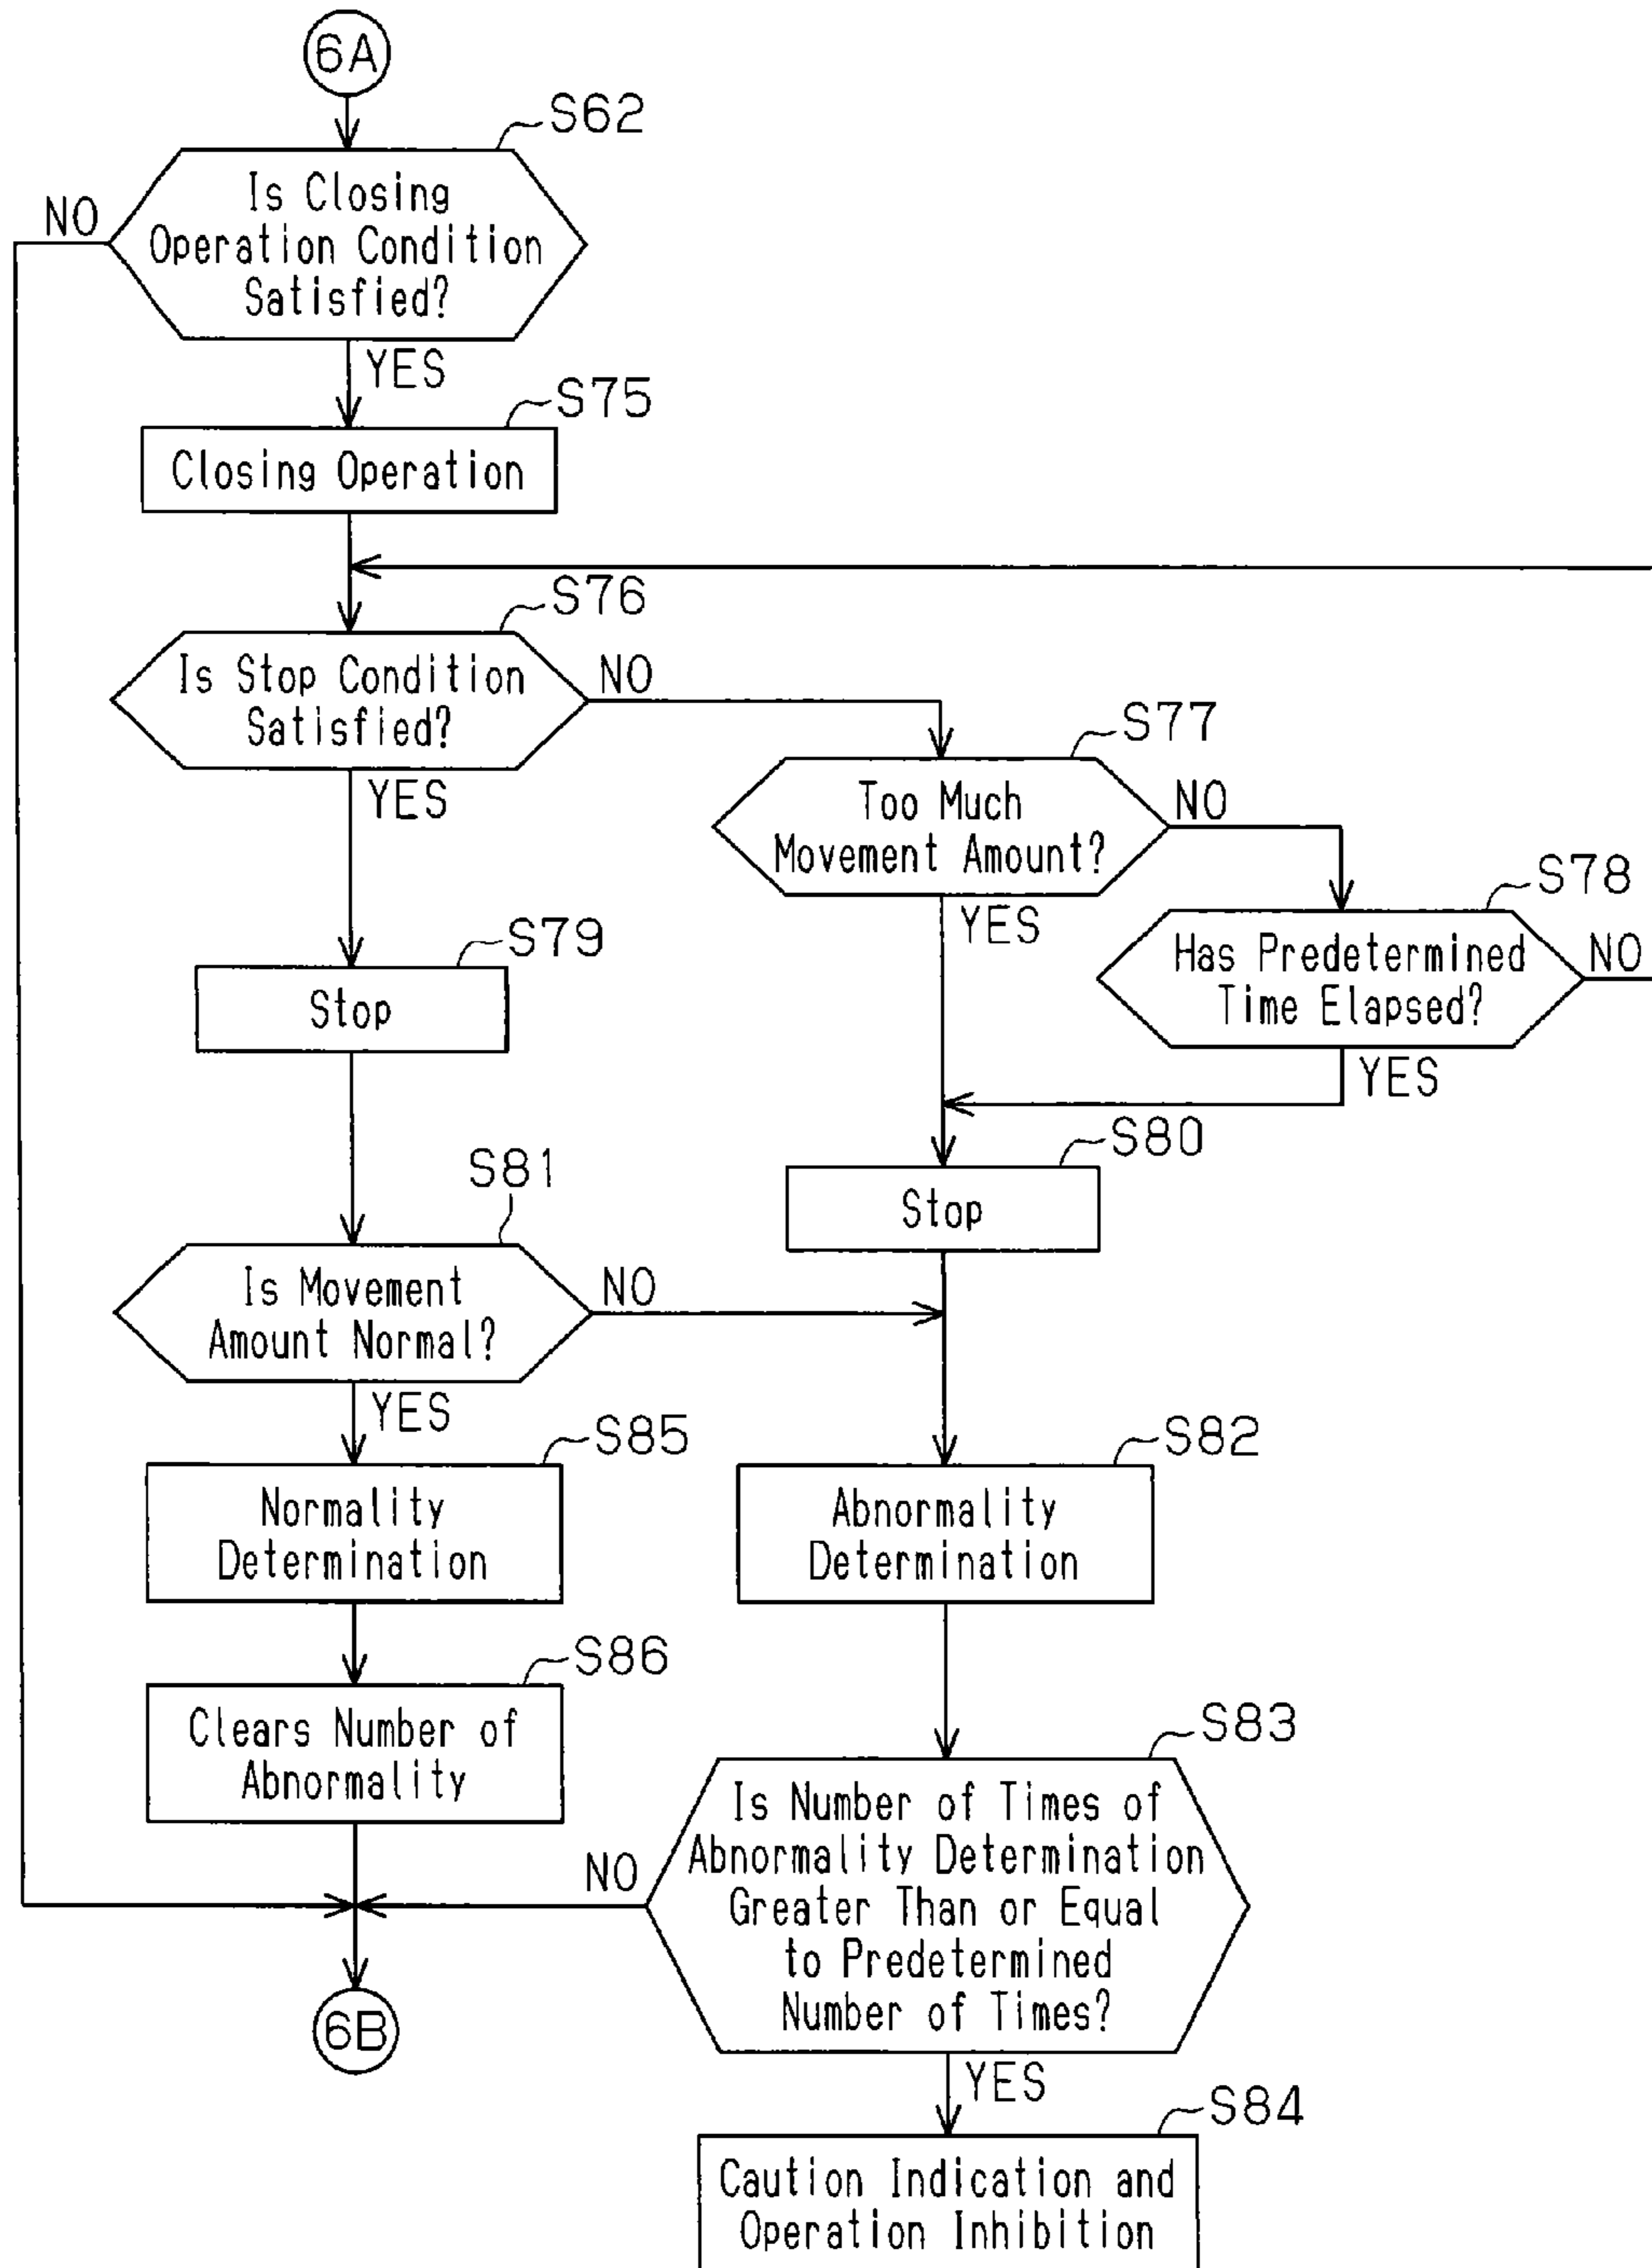 6A
S62
Is Closing
Operation Condition
Satisfied?
NO
YES
S75
Closing Operation
S76
Is Stop Condition
Satisfied?
NO
YES
S77
Too Much
Movement Amount?
NO
YES
S78
Has Predetermined
Time Elapsed?
NO
YES
S79
Stop
S80
Stop
S81
Is Movement
Amount Normal?
NO
YES
S85
Normality
Determination
S82
Abnormality
Determination
S86
Clears Number of
Abnormality
S83
Is Number of Times of
Abnormality Determination
Greater Than or Equal
to Predetermined
Number of Times?
NO
YES
6B
S84
Caution Indication and
Operation Inhibition